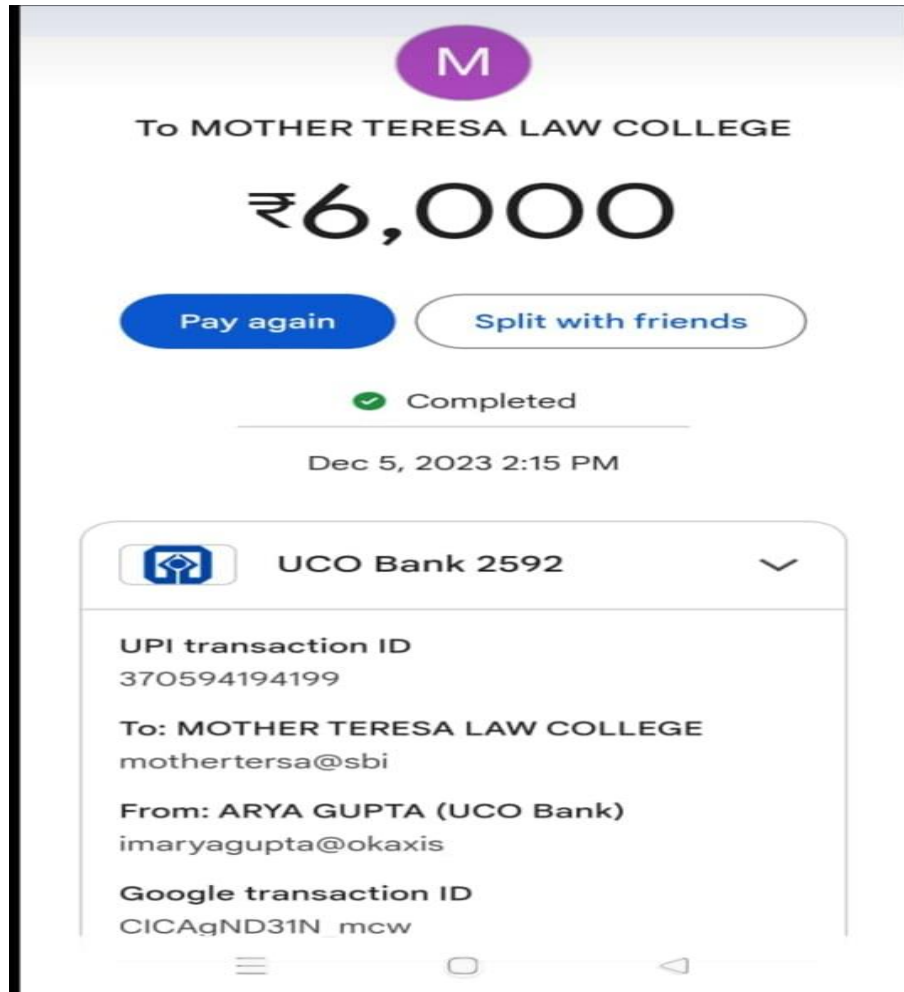 M
To MOTHER TERESA LAW COLLEGE
₹6,000
Pay again Split with friends
Completed
Dec 5, 2023 2:15 PM
UCO Bank 2592
UPI transaction ID
370594194199
To: MOTHER TERESA LAW COLLEGE
mothertersa@sbi
From: ARYA GUPTA (UCO Bank)
imaryagupta@okaxis
Google transaction ID
CICAgND31N_mcw